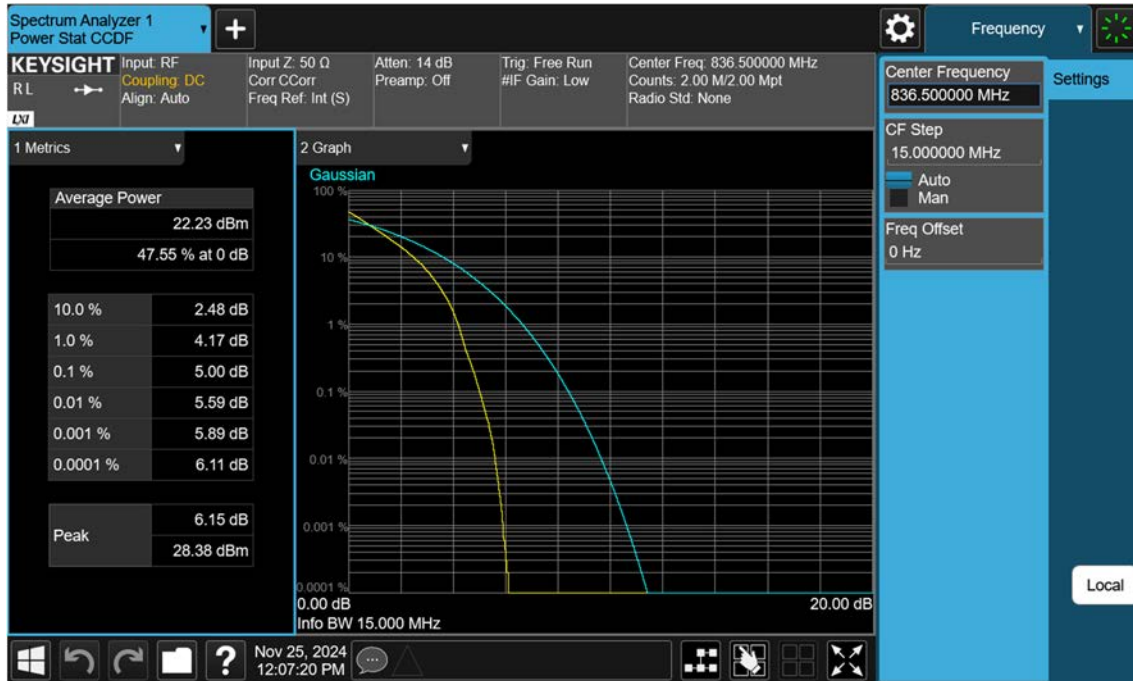 Spectrum Analyzer 1
Power Stat CCDF
Frequency
KEYSIGHT
RL
LXI
Input: RF
Coupling: DC
Align: Auto
Input Z: 50 Ω
Corr CCorr
Freq Ref: Int (S)
Atten: 14 dB
Preamp: Off
Trig: Free Run
#IF Gain: Low
Center Freq: 836.500000 MHz
Counts: 2.00 M/2.00 Mpt
Radio Std: None
Center Frequency
836.500000 MHz
Settings
CF Step
15.000000 MHz
Auto
Man
Freq Offset
0 Hz
Local
1 Metrics
Average Power
22.23 dBm
47.55 % at 0 dB
10.0 % 2.48 dB
1.0 % 4.17 dB
0.1 % 5.00 dB
0.01 % 5.59 dB
0.001 % 5.89 dB
0.0001 % 6.11 dB
Peak
6.15 dB
28.38 dBm
2 Graph
Gaussian
100 %
10 %
1 %
0.1 %
0.01 %
0.001 %
0.0001 %
0.00 dB 20.00 dB
Info BW 15.000 MHz
?
Nov 25, 2024
12:07:20 PM